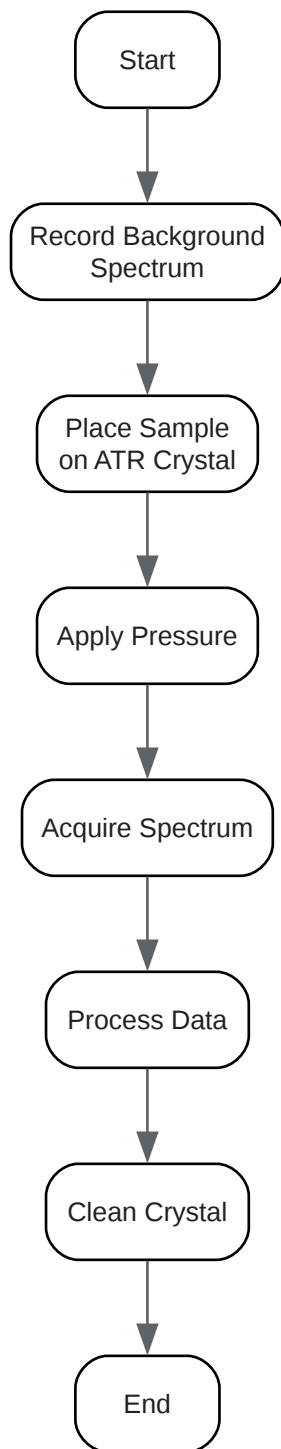 Start
Record Background
Spectrum
Place Sample
on ATR Crystal
Apply Pressure
Acquire Spectrum
Process Data
Clean Crystal
End